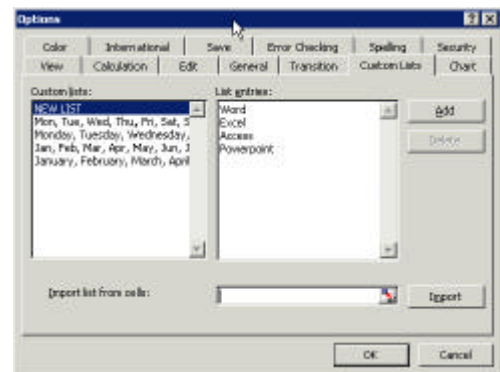 Options
Color International Save Error Checking Spelling Security
View Calculation Edit General Transition Custom Lists Chart
Custom lists: List entries:
NEW LIST
Mon, Tue, Wed, Thu, Fri, Sat, S
Monday, Tuesday, Wednesday,
Jan, Feb, Mar, Apr, May, Jun, J
January, February, March, April
Word
Excel
Access
Powerpoint
Add
Delete
Import list from cells: Import
OK Cancel